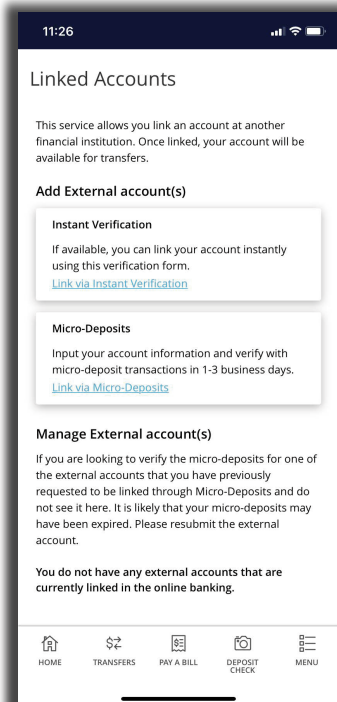 11:26
Linked Accounts
This service allows you link an account at another
financial institution. Once linked, your account will be
available for transfers.
Add External account(s)
Instant Verification
If available, you can link your account instantly
using this verification form.
Link via Instant Verification
Micro-Deposits
Input your account information and verify with
micro-deposit transactions in 1-3 business days.
Link via Micro-Deposits
Manage External account(s)
If you are looking to verify the micro-deposits for one of
the external accounts that you have previously
requested to be linked through Micro-Deposits and do
not see it here. It is likely that your micro-deposits may
have been expired. Please resubmit the external
account.
You do not have any external accounts that are
currently linked in the online banking.
HOME TRANSFERS PAY A BILL DEPOSIT CHECK MENU